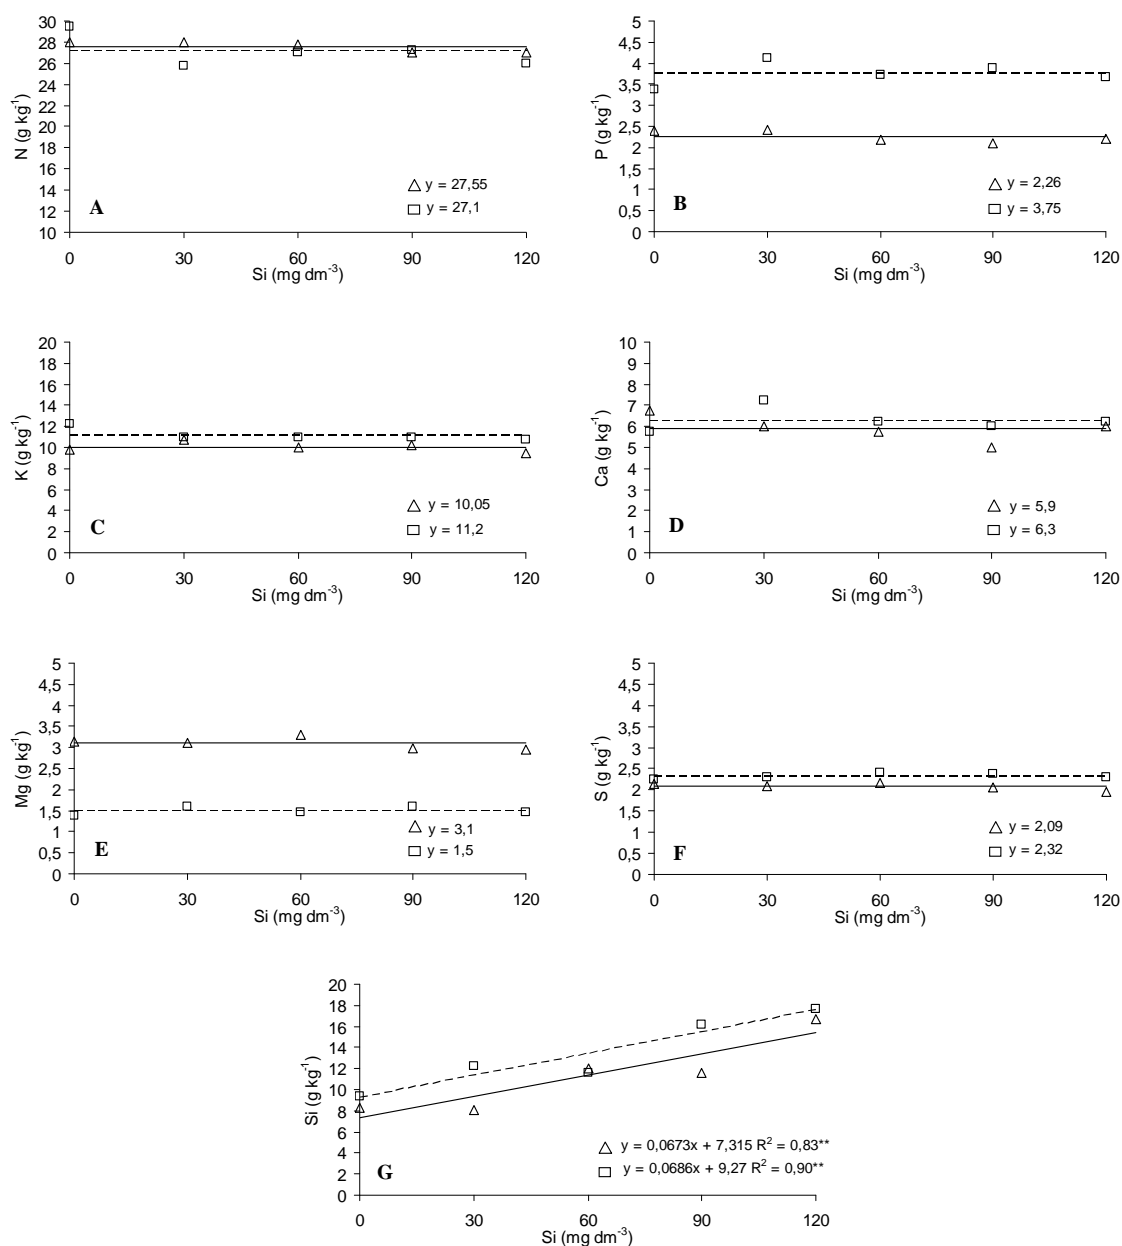 30
28
26
24
22
20
18
16
14
12
10
N (g kg-1)
0 30 60 90 120
Si (mg dm-3)
△ y = 27,55
□ y = 27,1
A
5
4,5
4
3,5
3
2,5
2
1,5
1
0,5
0
P (g kg-1)
0 30 60 90 120
Si (mg dm-3)
△ y = 2,26
□ y = 3,75
B
20
18
16
14
12
10
8
6
4
2
0
K (g kg-1)
0 30 60 90 120
Si (mg dm-3)
△ y = 10,05
□ y = 11,2
C
10
9
8
7
6
5
4
3
2
1
0
Ca (g kg-1)
0 30 60 90 120
Si (mg dm-3)
△ y = 5,9
□ y = 6,3
D
5
4,5
4
3,5
3
2,5
2
1,5
1
0,5
0
Mg (g kg-1)
0 30 60 90 120
Si (mg dm-3)
△ y = 3,1
□ y = 1,5
E
5
4,5
4
3,5
3
2,5
2
1,5
1
0,5
0
S (g kg-1)
0 30 60 90 120
Si (mg dm-3)
△ y = 2,09
□ y = 2,32
F
20
18
16
14
12
10
8
6
4
2
0
Si (g kg-1)
0 30 60 90 120
Si (mg dm-3)
△ y = 0,0673x + 7,315 R2 = 0,83**
□ y = 0,0686x + 9,27 R2 = 0,90**
G